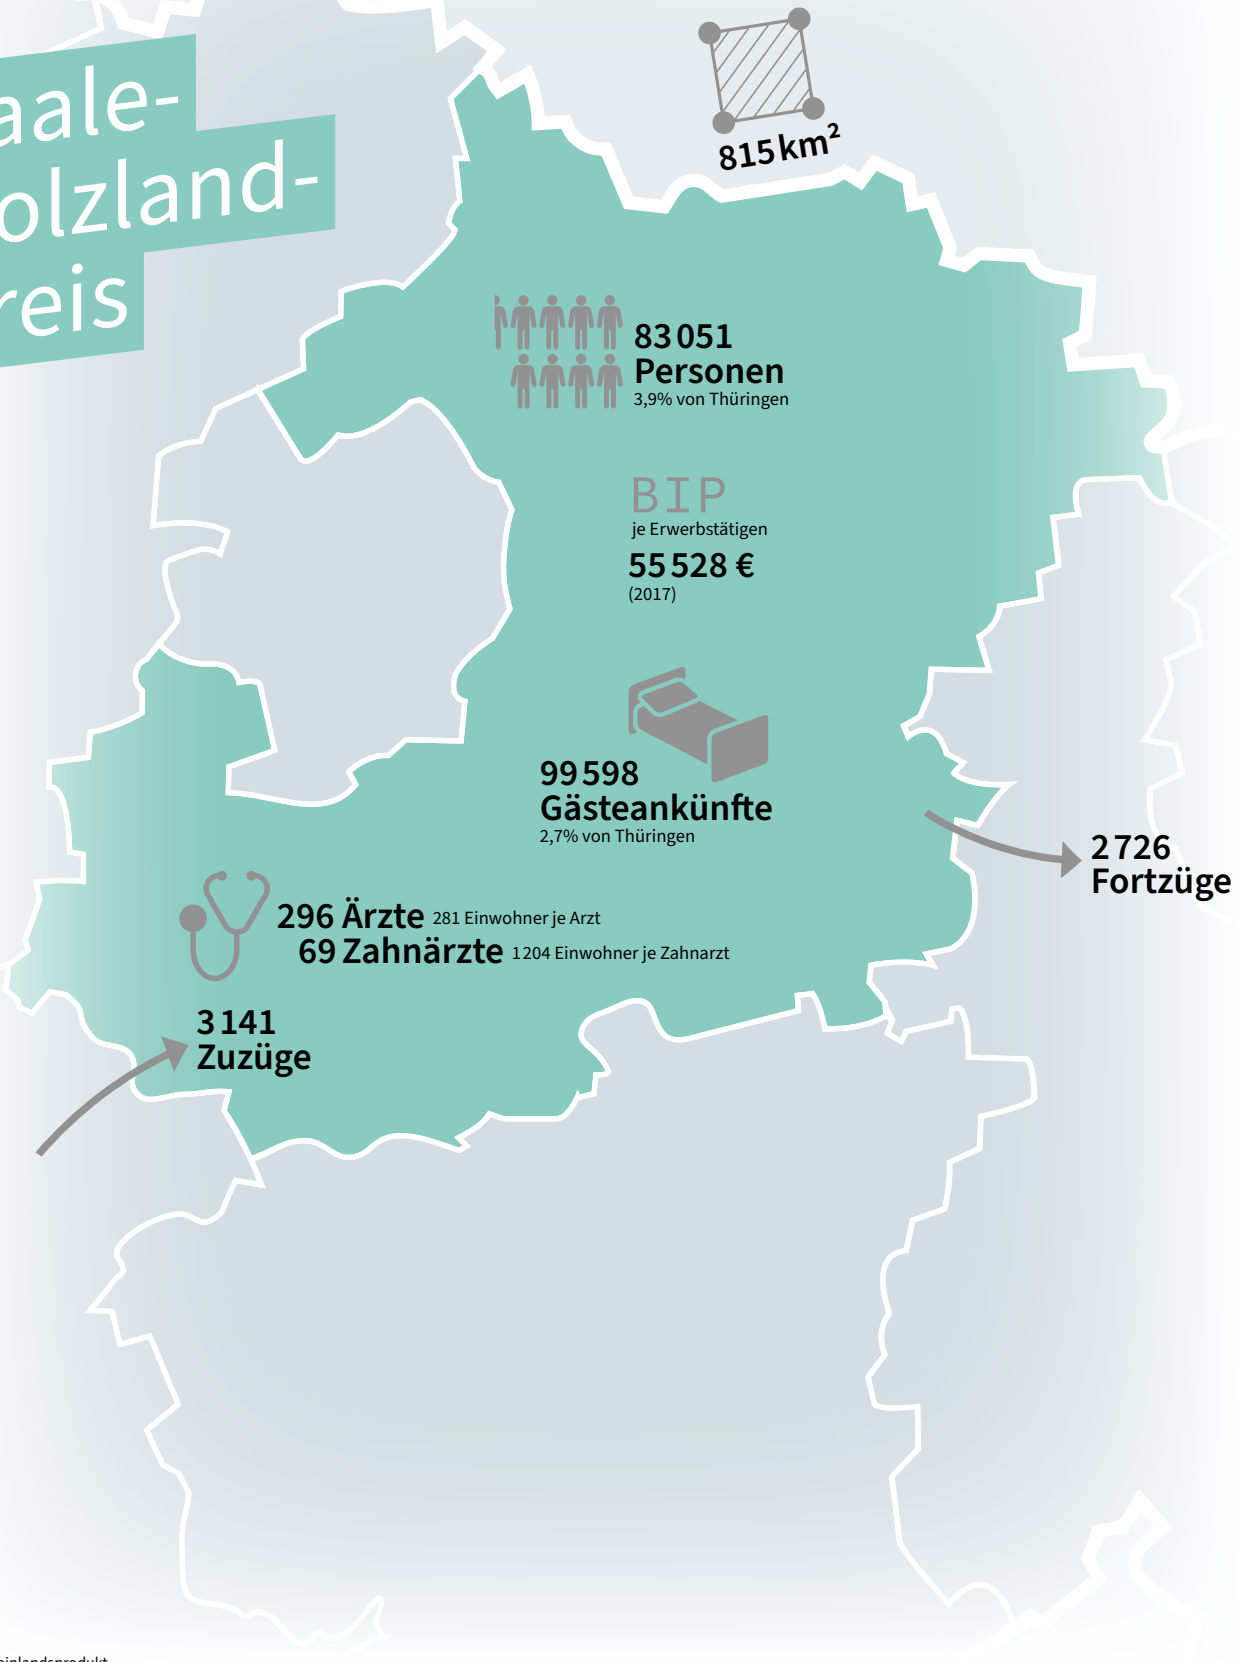 aale-
olzland-
reis
815 km²
83 051
Personen
3,9% von Thüringen
BIP
je Erwerbstätigen
55 528 €
(2017)
99 598
Gästeankünfte
2,7% von Thüringen
2 726
Fortzüge
296 Ärzte 281 Einwohner je Arzt
69 Zahnärzte 1 204 Einwohner je Zahnarzt
3 141
Zuzüge